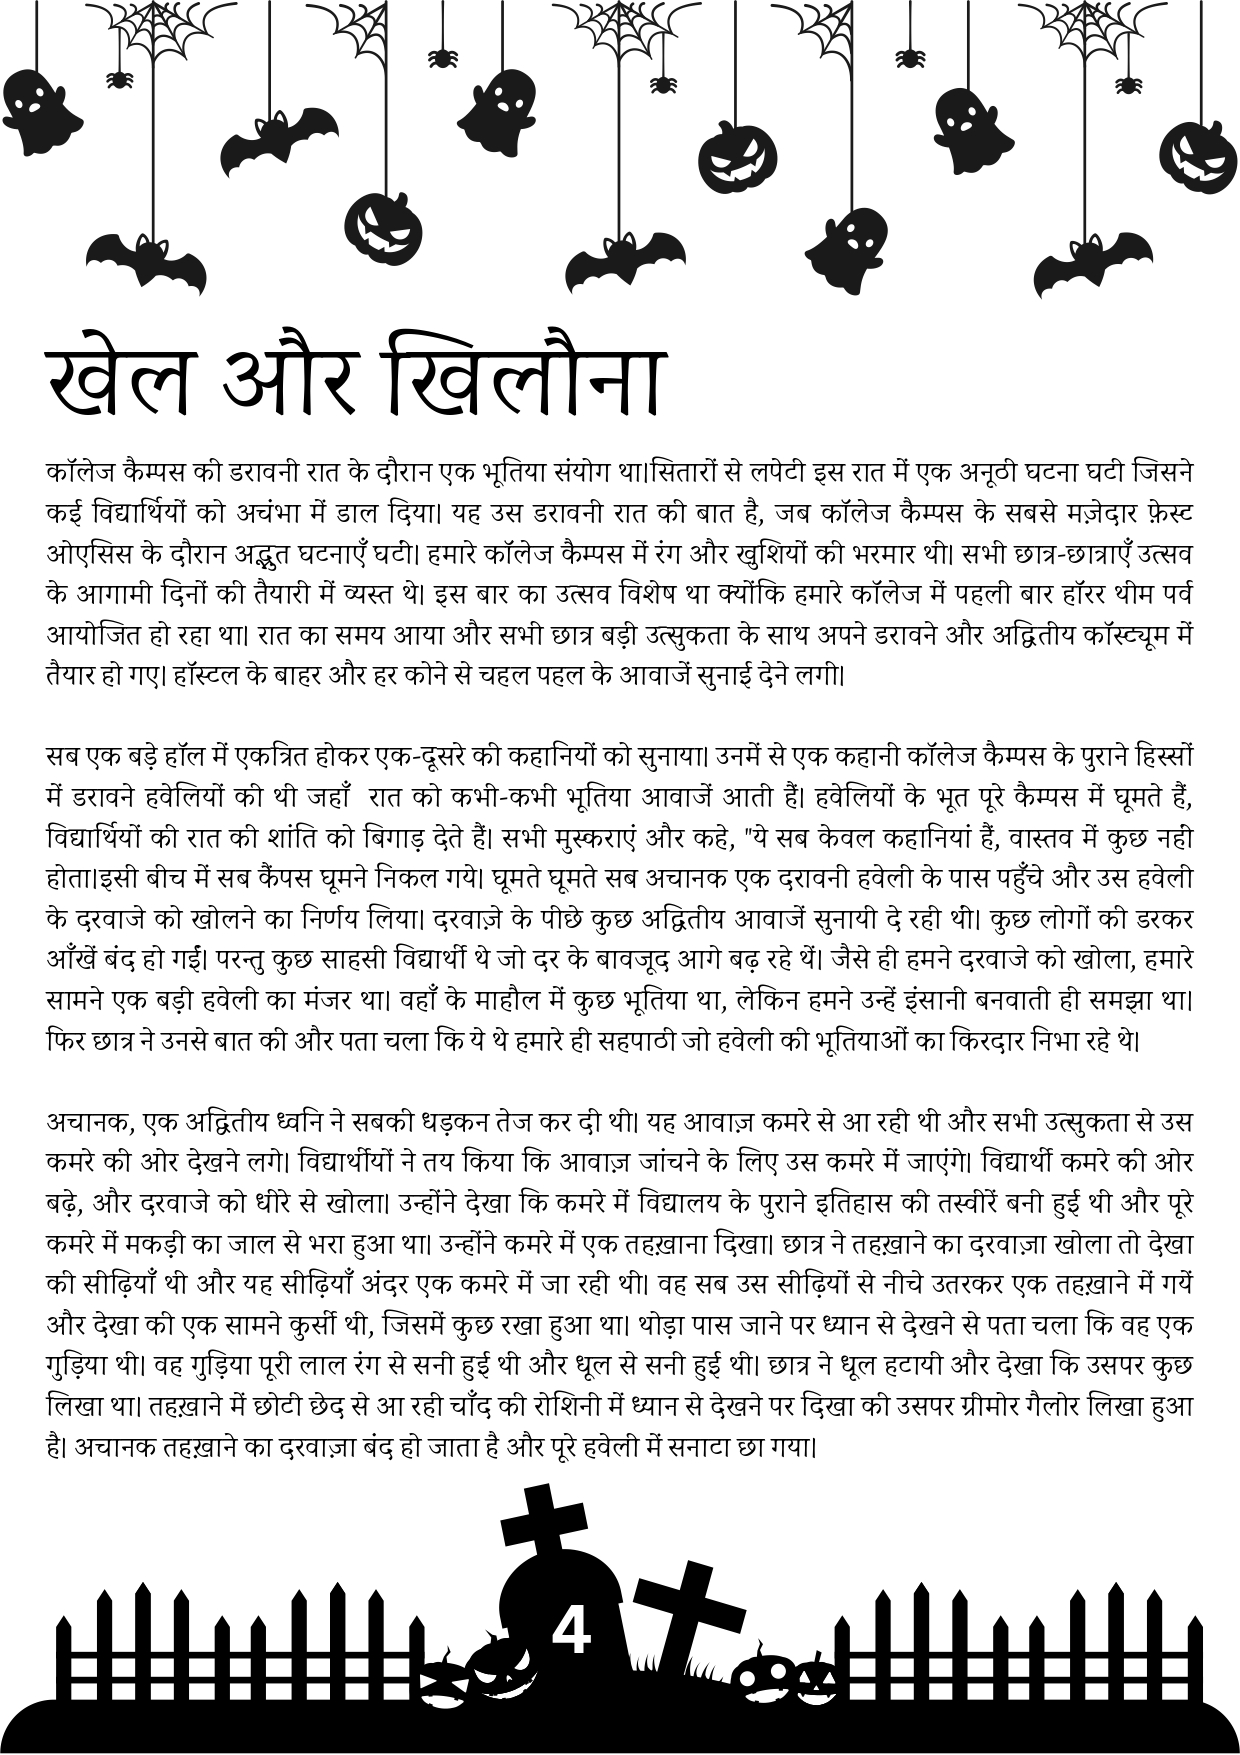 खेल और खिलौना
कॉलेज कैम्पस की डरावनी रात के दौरान एक भूतिया संयोग था।सितारों से लपेटी इस रात में एक अनूठी घटना घटी जिसने
कई विद्यार्थियों को अचंभा में डाल दिया। यह उस डरावनी रात की बात है, जब कॉलेज कैम्पस के सबसे मज़ेदार फ़ेस्ट
ओएसिस के दौरान अद्भुत घटनाएँ घटीं। हमारे कॉलेज कैम्पस में रंग और खुशियों की भरमार थी। सभी छात्र-छात्राएँ उत्सव
के आगामी दिनों की तैयारी में व्यस्त थे। इस बार का उत्सव विशेष था क्योंकि हमारे कॉलेज में पहली बार हॉरर थीम पर्व
आयोजित हो रहा था। रात का समय आया और सभी छात्र बड़ी उत्सुकता के साथ अपने डरावने और अद्वितीय कॉस्ट्यूम में
तैयार हो गए। हॉस्टल के बाहर और हर कोने से चहल पहल के आवाजें सुनाई देने लगी।
सब एक बड़े हॉल में एकत्रित होकर एक-दूसरे की कहानियों को सुनाया। उनमें से एक कहानी कॉलेज कैम्पस के पुराने हिस्सों
में डरावने हवेलियों की थी जहाँ रात को कभी-कभी भूतिया आवाजें आती हैं। हवेलियों के भूत पूरे कैम्पस में घूमते हैं,
विद्यार्थियों की रात की शांति को बिगाड़ देते हैं। सभी मुस्कराएं और कहे, "ये सब केवल कहानियां हैं, वास्तव में कुछ नहीं
होता।इसी बीच में सब कैंपस घूमने निकल गये। घूमते घूमते सब अचानक एक दरावनी हवेली के पास पहुँचे और उस हवेली
के दरवाजे को खोलने का निर्णय लिया। दरवाज़े के पीछे कुछ अद्वितीय आवाजें सुनायी दे रही थीं। कुछ लोगों की डरकर
आँखें बंद हो गईं। परन्तु कुछ साहसी विद्यार्थी थे जो दर के बावजूद आगे बढ़ रहे थें। जैसे ही हमने दरवाजे को खोला, हमारे
सामने एक बड़ी हवेली का मंजर था। वहाँ के माहौल में कुछ भूतिया था, लेकिन हमने उन्हें इंसानी बनवाती ही समझा था।
फिर छात्र ने उनसे बात की और पता चला कि ये थे हमारे ही सहपाठी जो हवेली की भूतियाओं का किरदार निभा रहे थे।
अचानक, एक अद्वितीय ध्वनि ने सबकी धड़कन तेज कर दी थी। यह आवाज़ कमरे से आ रही थी और सभी उत्सुकता से उस
कमरे की ओर देखने लगे। विद्यार्थीयों ने तय किया कि आवाज़ जांचने के लिए उस कमरे में जाएंगे। विद्यार्थी कमरे की ओर
बढ़े, और दरवाजे को धीरे से खोला। उन्होंने देखा कि कमरे में विद्यालय के पुराने इतिहास की तस्वीरें बनी हुई थी और पूरे
कमरे में मकड़ी का जाल से भरा हुआ था। उन्होंने कमरे में एक तहख़ाना दिखा। छात्र ने तहख़ाने का दरवाज़ा खोला तो देखा
की सीढ़ियाँ थी और यह सीढ़ियाँ अंदर एक कमरे में जा रही थी। वह सब उस सीढ़ियों से नीचे उतरकर एक तहख़ाने में गयें
और देखा की एक सामने कुर्सी थी, जिसमें कुछ रखा हुआ था। थोड़ा पास जाने पर ध्यान से देखने से पता चला कि वह एक
गुड़िया थी। वह गुड़िया पूरी लाल रंग से सनी हुई थी और धूल से सनी हुई थी। छात्र ने धूल हटायी और देखा कि उसपर कुछ
लिखा था। तहख़ाने में छोटी छेद से आ रही चाँद की रोशिनी में ध्यान से देखने पर दिखा की उसपर ग्रीमोर गैलोर लिखा हुआ
है। अचानक तहख़ाने का दरवाज़ा बंद हो जाता है और पूरे हवेली में सनाटा छा गया।
4